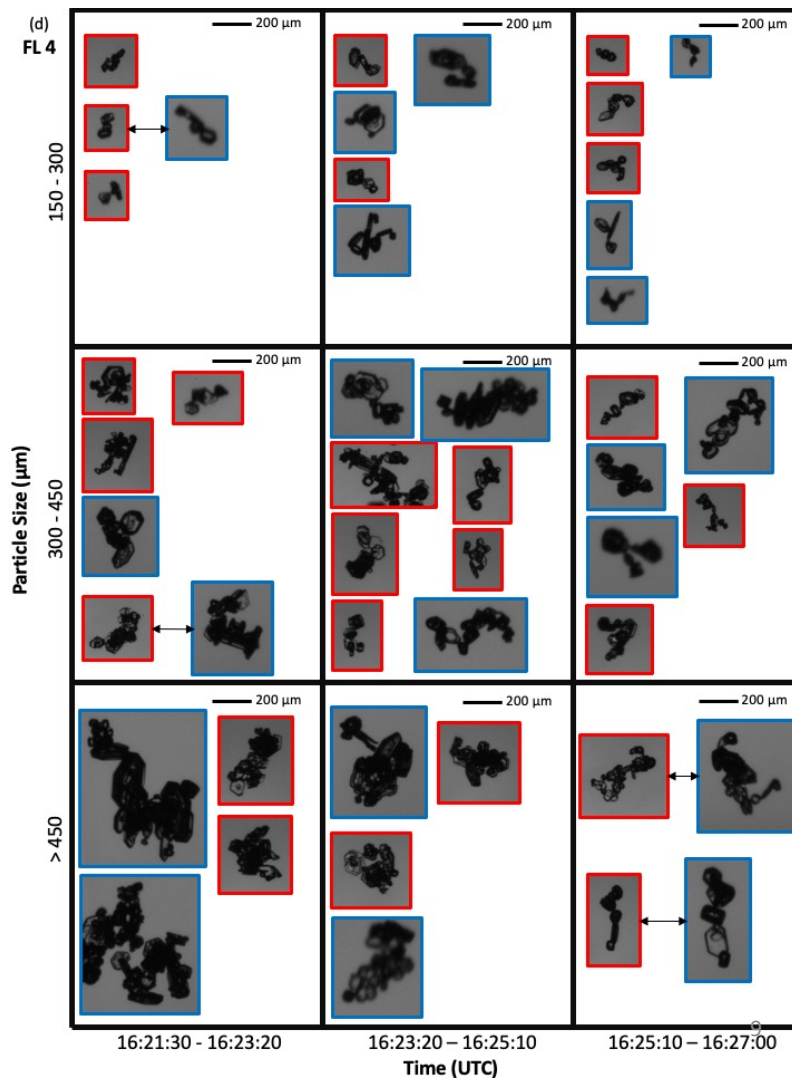 (d)
FL 4
200 µm
200 µm
200 µm
150 - 300
200 µm
200 µm
200 µm
Particle Size (µm)
300 - 450
200 µm
200 µm
200 µm
> 450
9
16:21:30 - 16:23:20
16:23:20 – 16:25:10
16:25:10 – 16:27:00
Time (UTC)